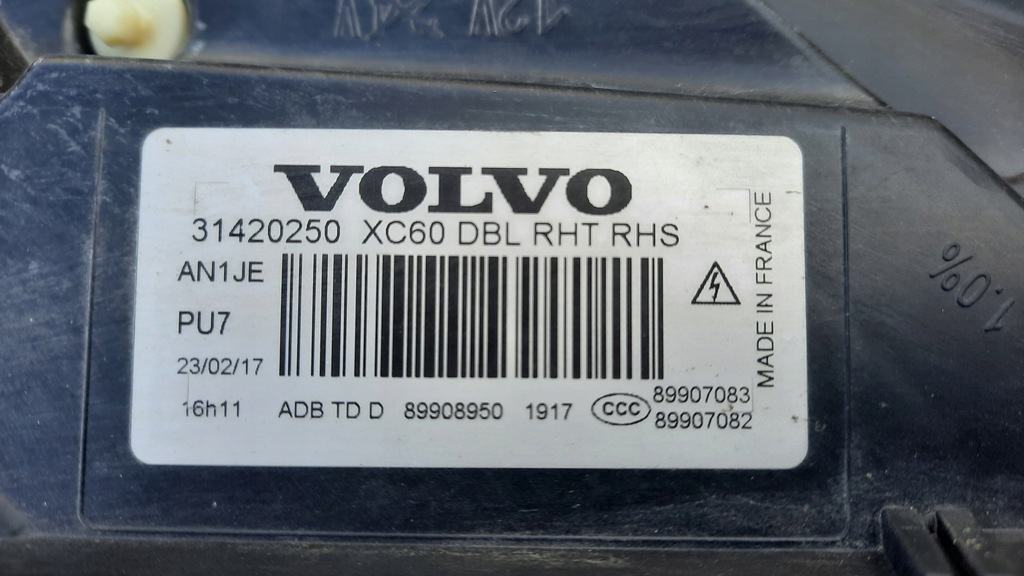 VOLVO
31420250 XC60 DBL RHT RHS
AN1JE
PU7
23/02/17
16h11 ADB TD D 89908950 1917 CCC 89907083
89907082
MADE IN FRANCE
1.0%
12V